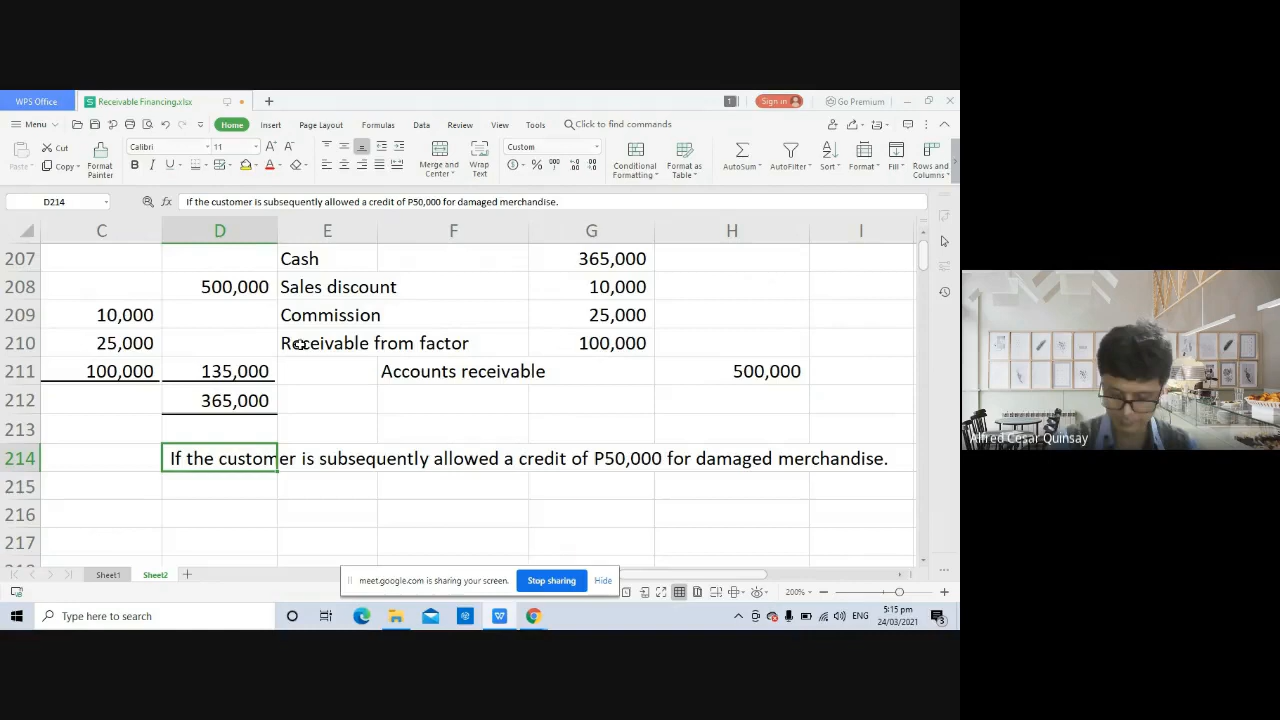 WPS Office
Receivable Financing.xlsx
1
Sign in
Go Premium
Menu
Home
Insert
Page Layout
Formulas
Data
Review
View
Tools
Click to find commands
Paste
Cut
Copy
Format Painter
Calibri
11
Merge and Center
Wrap Text
Custom
Conditional Formatting
Format as Table
AutoSum
AutoFilter
Sort
Format
Fill
Rows and Columns
D214
fx
If the customer is subsequently allowed a credit of P50,000 for damaged merchandise.
C D E F G H I
207 Cash 365,000
208 500,000 Sales discount 10,000
209 10,000 Commission 25,000
210 25,000 Receivable from factor 100,000
211 100,000 135,000 Accounts receivable 500,000
212 365,000
213
214 If the customer is subsequently allowed a credit of P50,000 for damaged merchandise.
215
216
217
Sheet1
Sheet2
meet.google.com is sharing your screen.
Stop sharing
Hide
200%
Type here to search
ENG
5:15 pm
24/03/2021
3
Alfred Cesar Quinsay